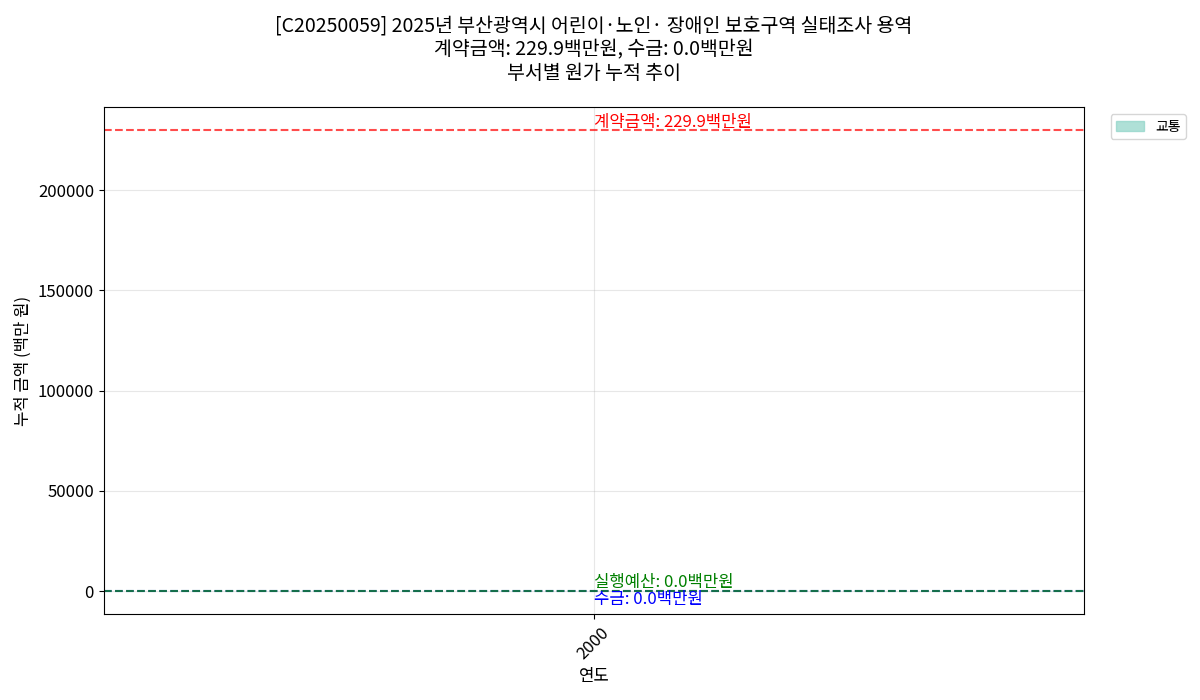 [C20250059] 2025년 부산광역시 어린이·노인· 장애인 보호구역 실태조사 용역
계약금액: 229.9백만원, 수금: 0.0백만원
부서별 원가 누적 추이
계약금액: 229.9백만원
교통
200000
150000
100000
50000
0
누적 금액 (백만 원)
실행예산: 0.0백만원
수금: 0.0백만원
2000
연도